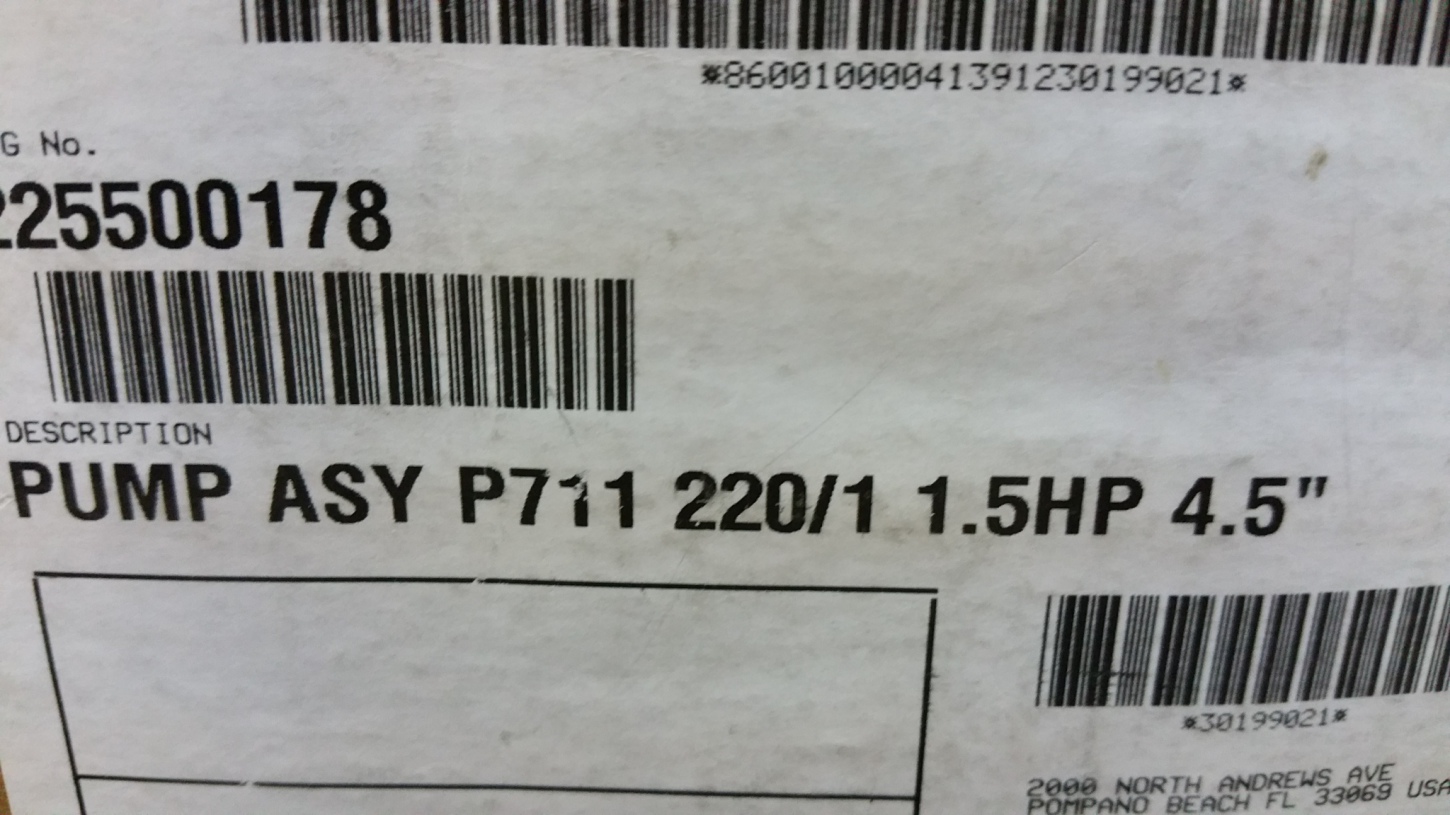 *86001000041391230199021*
G No.
225500178
DESCRIPTION
PUMP ASY P711 220/1 1.5HP 4.5"
*30199021*
2000 NORTH ANDREWS AVE
POMPANO BEACH FL 33069 USA